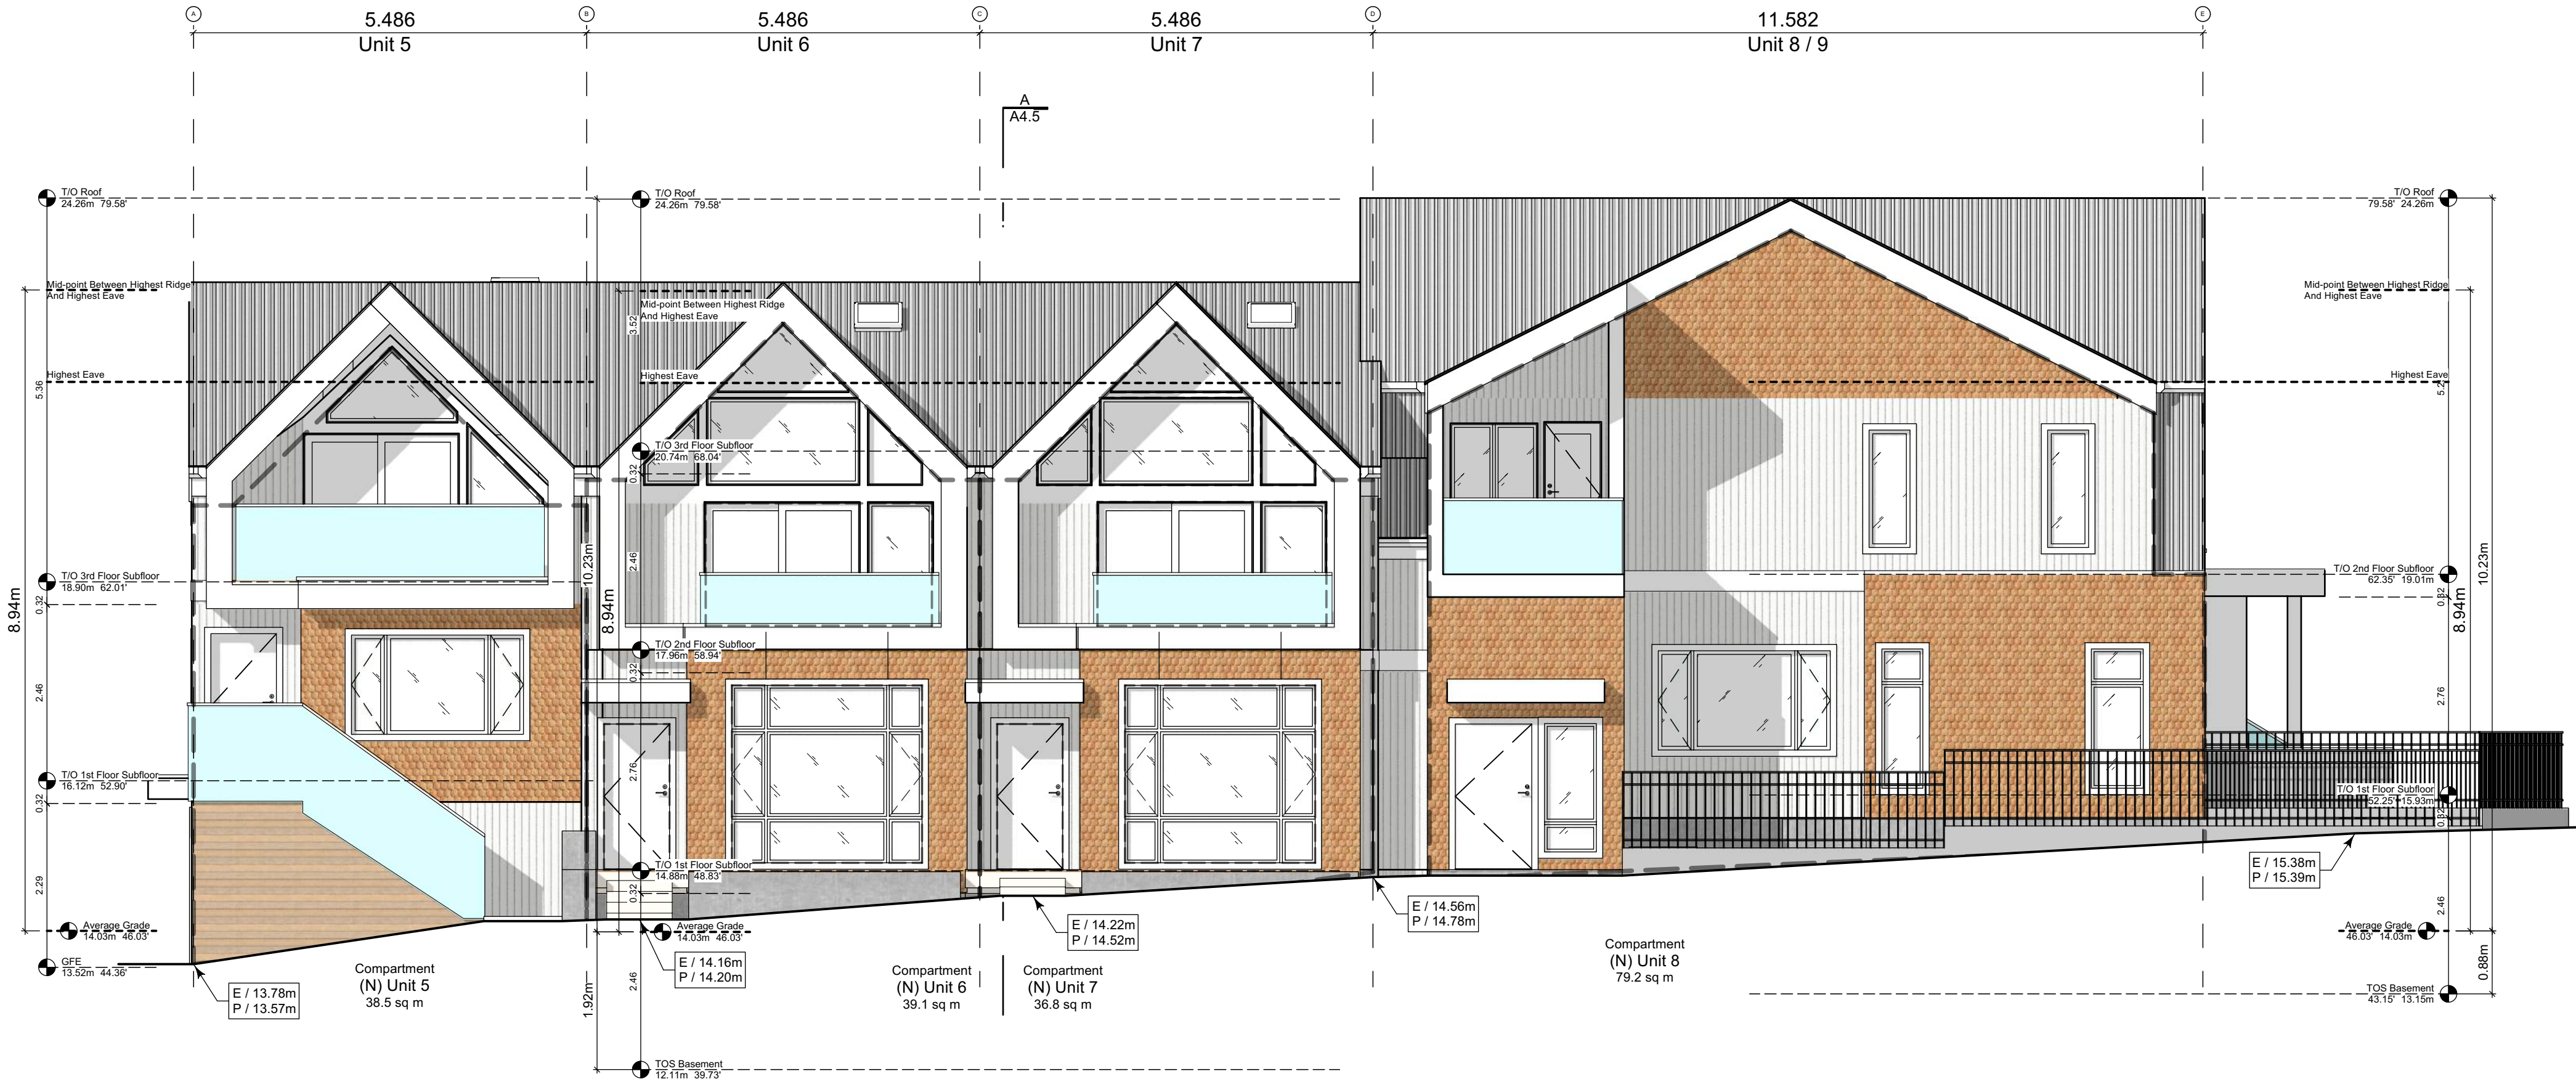 A
B
C
D
E
5.486
5.486
5.486
11.582
Unit 5
Unit 6
Unit 7
Unit 8 / 9
A
A4.5
T/O Roof
24.26m 79.58'
T/O Roof
24.26m 79.58'
T/O Roof
79.58' 24.26m
Mid-point Between Highest Ridge
And Highest Eave
Mid-point Between Highest Ridge
And Highest Eave
Mid-point Between Highest Ridge
And Highest Eave
3.52
Highest Eave
Highest Eave
Highest Eave
5.36
T/O 3rd Floor Subfloor
20.74m 68.04'
0.32
2.46
10.23m
10.23m
T/O 3rd Floor Subfloor
18.90m 62.01'
0.32
T/O 2nd Floor Subfloor
62.35' 19.01m
0.32
8.94m
8.94m
8.94m
T/O 2nd Floor Subfloor
17.96m 58.94'
0.32
2.46
2.76
2.76
T/O 1st Floor Subfloor
16.12m 52.90'
0.32
T/O 1st Floor Subfloor
52.25' 15.93m
0.32
T/O 1st Floor Subfloor
14.88m 48.83'
0.32
2.29
2.46
Average Grade
14.03m 46.03'
Average Grade
14.03m 46.03'
Average Grade
46.03' 14.03m
GFE
13.52m 44.36'
E / 13.78m
P / 13.57m
E / 14.16m
P / 14.20m
E / 14.22m
P / 14.52m
E / 14.56m
P / 14.78m
E / 15.38m
P / 15.39m
Compartment
(N) Unit 5
38.5 sq m
Compartment
(N) Unit 6
39.1 sq m
Compartment
(N) Unit 7
36.8 sq m
Compartment
(N) Unit 8
79.2 sq m
1.92m
2.46
0.88m
TOS Basement
43.15' 13.15m
TOS Basement
12.11m 39.73'